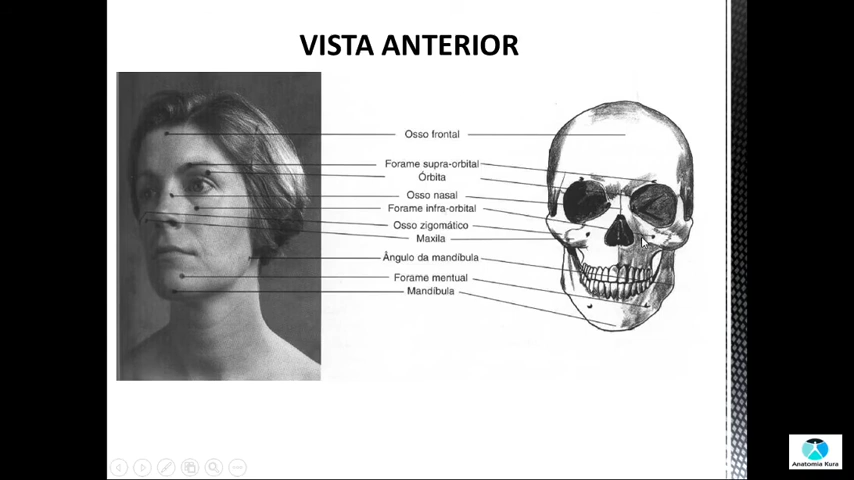 VISTA ANTERIOR
Osso frontal
Forame supra-orbital
Órbita
Osso nasal
Forame infra-orbital
Osso zigomático
Maxila
Ângulo da mandíbula
Forame mentual
Mandíbula
Anatomia Kura